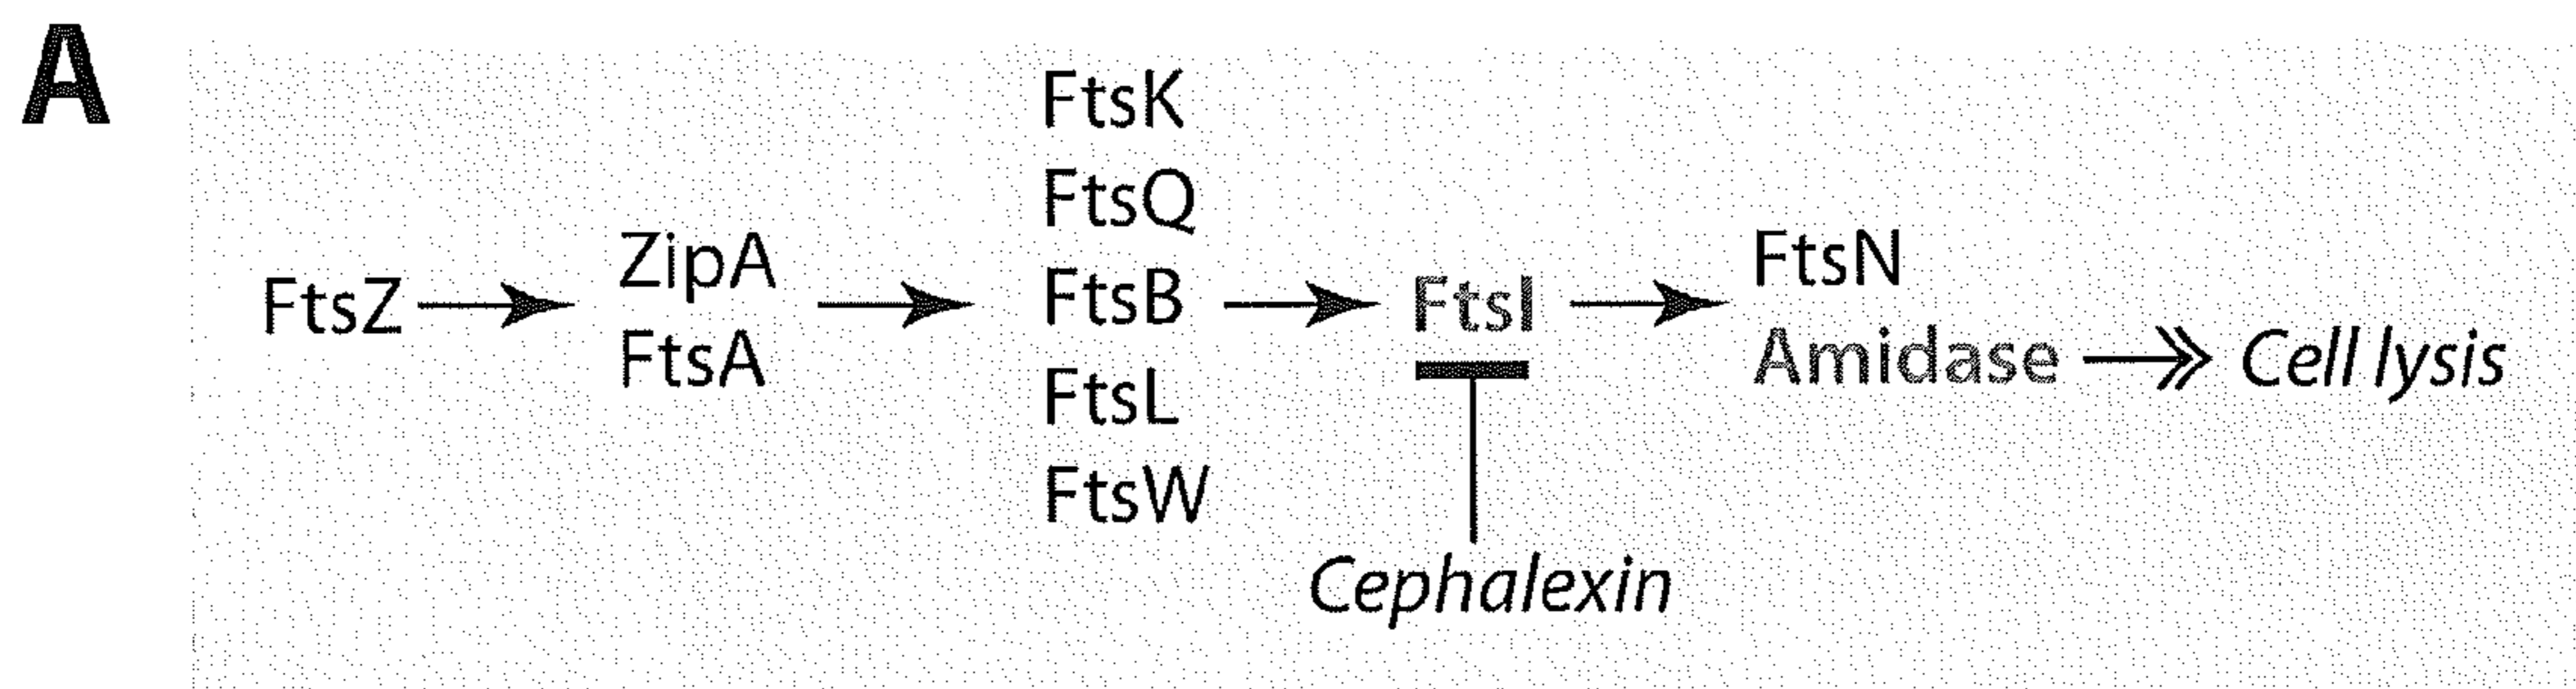 A
FtsZ
ZipA
FtsA
FtsK
FtsQ
FtsB
FtsL
FtsW
FtsI
Cephalexin
FtsN
Amidase
Cell lysis